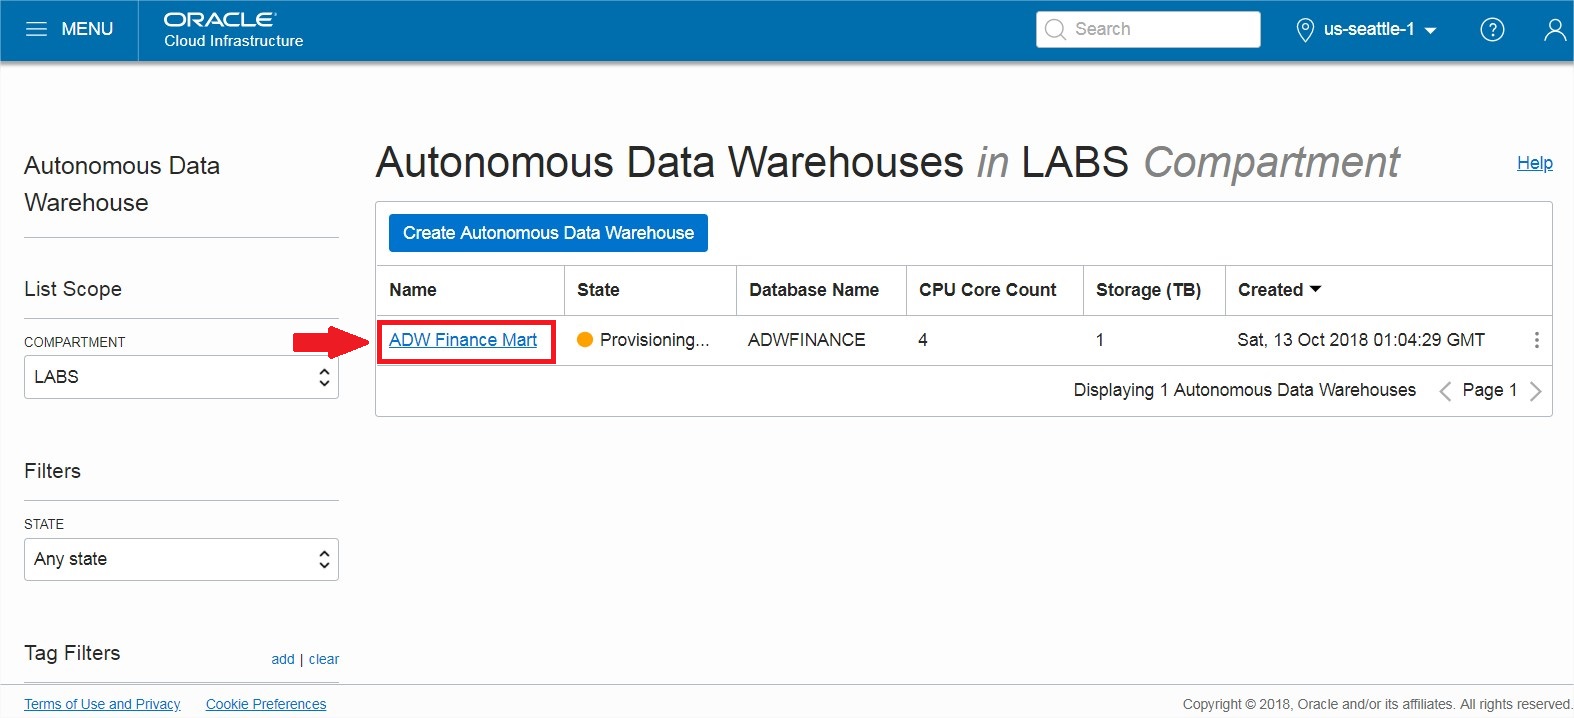 MENU
ORACLE
Cloud Infrastructure
Search
us-seattle-1
?
Autonomous Data
Warehouse
List Scope
COMPARTMENT
LABS
Filters
STATE
Any state
Tag Filters
add | clear
Autonomous Data Warehouses in LABS Compartment
Help
Create Autonomous Data Warehouse
Name State Database Name CPU Core Count Storage (TB) Created
ADW Finance Mart Provisioning... ADWFINANCE 4 1 Sat, 13 Oct 2018 01:04:29 GMT
Displaying 1 Autonomous Data Warehouses Page 1
Terms of Use and Privacy Cookie Preferences
Copyright © 2018, Oracle and/or its affiliates. All rights reserved.